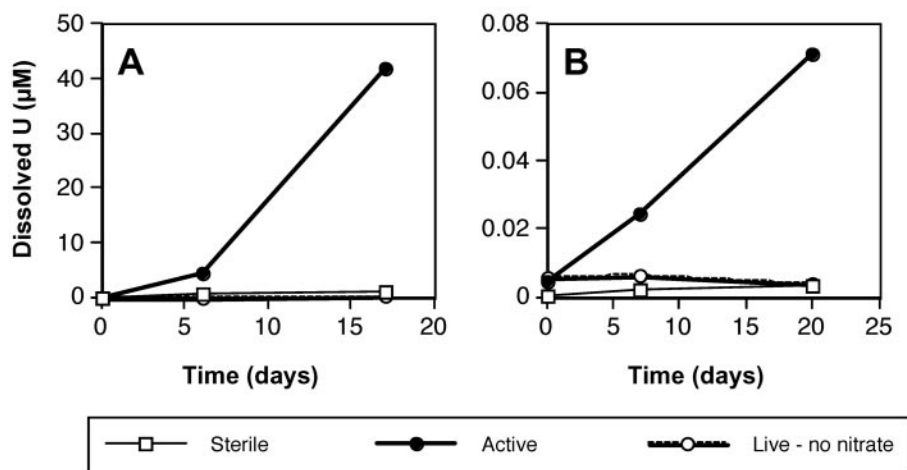 A
B
Dissolved U (µM)
50
40
30
20
10
0
0 5 10 15 20
Time (days)
0.08
0.06
0.04
0.02
0
0 5 10 15 20 25
Time (days)
Sterile Active Live - no nitrate